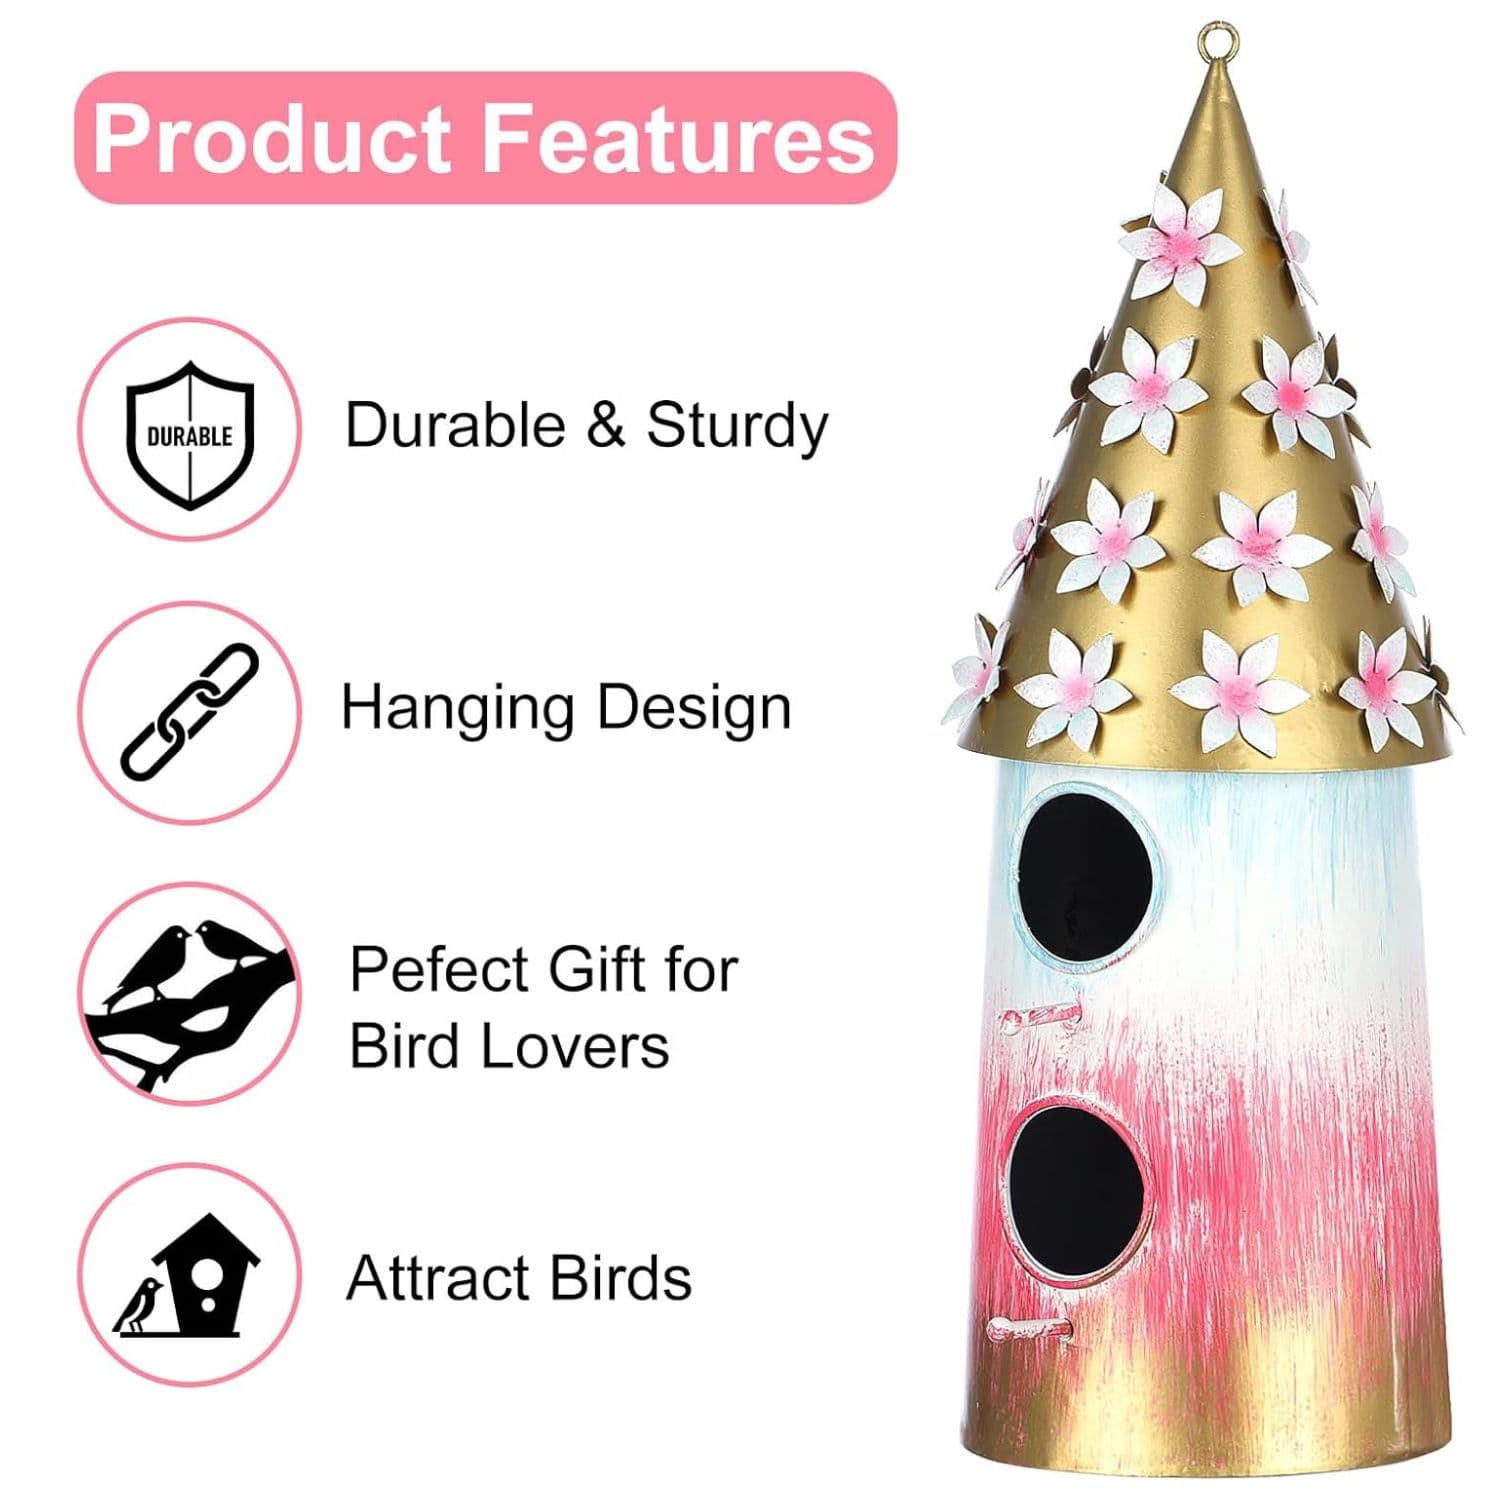 Product Features
DURABLE
Durable & Sturdy
Hanging Design
Pefect Gift for
Bird Lovers
Attract Birds